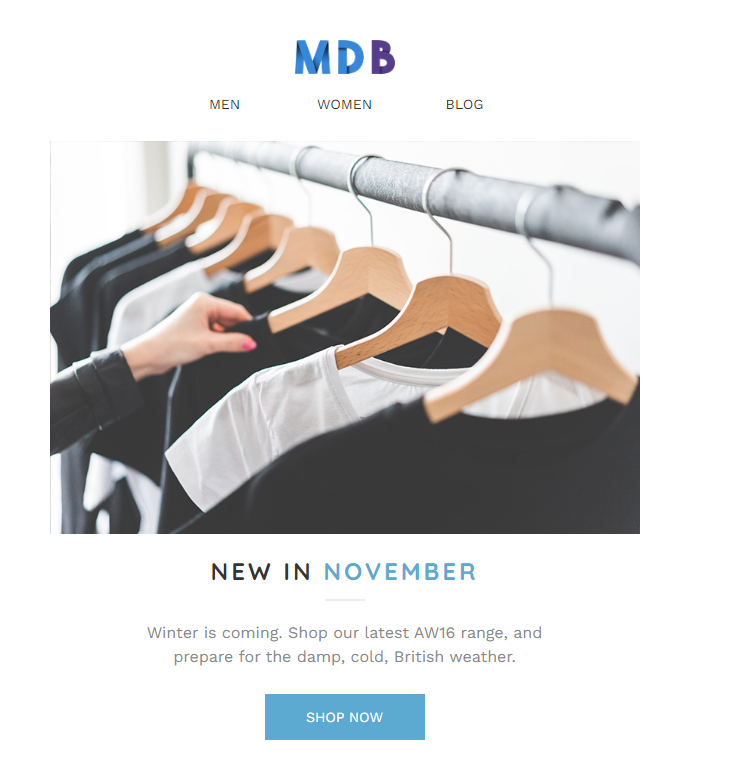 MDB
MEN WOMEN BLOG
NEW IN NOVEMBER
Winter is coming. Shop our latest AW16 range, and
prepare for the damp, cold, British weather.
SHOP NOW